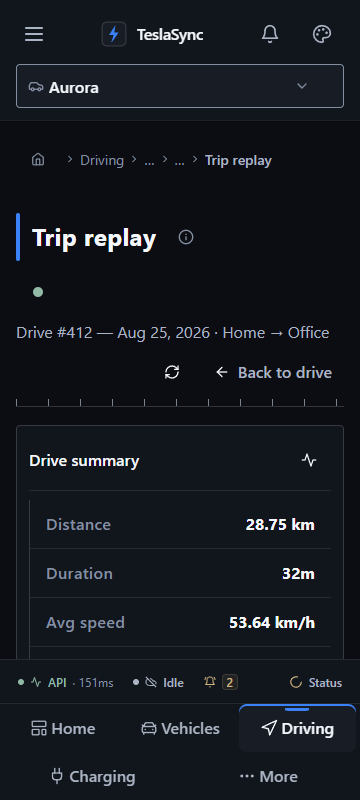 TeslaSync
Aurora
Driving ... ... Trip replay
Trip replay
Drive #412 — Aug 25, 2026 · Home → Office
Back to drive
Drive summary
Distance 28.75 km
Duration 32m
Avg speed 53.64 km/h
API · 151ms Idle 2 Status
Home Vehicles Driving
Charging ··· More